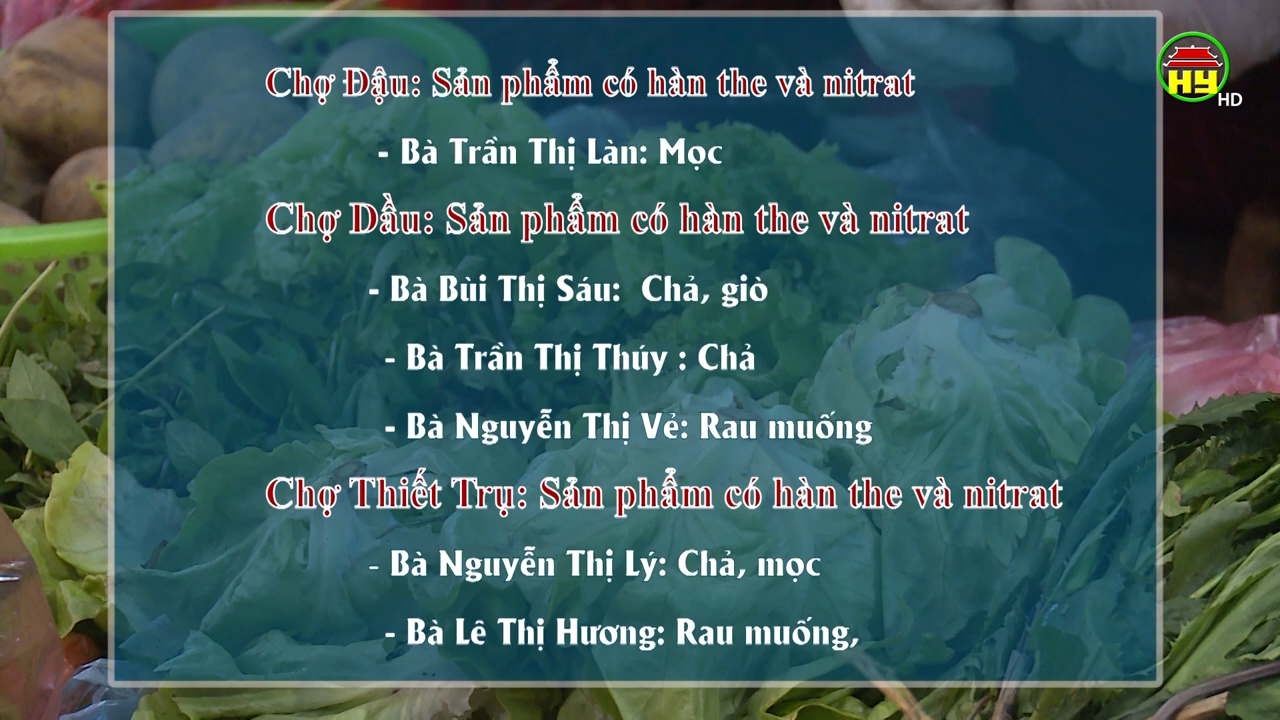 Chợ Đậu: Sản phẩm có hàn the và nitrat
- Bà Trần Thị Làn: Mọc
Chợ Dầu: Sản phẩm có hàn the và nitrat
- Bà Bùi Thị Sáu: Chả, giò
- Bà Trần Thị Thúy : Chả
- Bà Nguyễn Thị Vẻ: Rau muống
Chợ Thiết Trụ: Sản phẩm có hàn the và nitrat
- Bà Nguyễn Thị Lý: Chả, mọc
- Bà Lê Thị Hương: Rau muống,
HY
HD